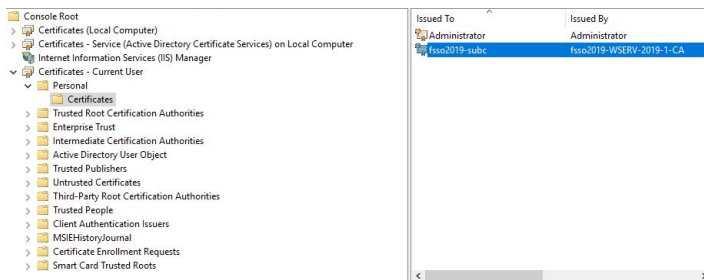 Console Root
Certificates (Local Computer)
Certificates - Service (Active Directory Certificate Services) on Local Computer
Internet Information Services (IIS) Manager
Certificates - Current User
Personal
Certificates
Trusted Root Certification Authorities
Enterprise Trust
Intermediate Certification Authorities
Active Directory User Object
Trusted Publishers
Untrusted Certificates
Third-Party Root Certification Authorities
Trusted People
Client Authentication Issuers
MSIEHistoryJournal
Certificate Enrollment Requests
Smart Card Trusted Roots
Issued To Issued By
Administrator Administrator
fsso2019-subc fsso2019-WSERV-2019-1-CA